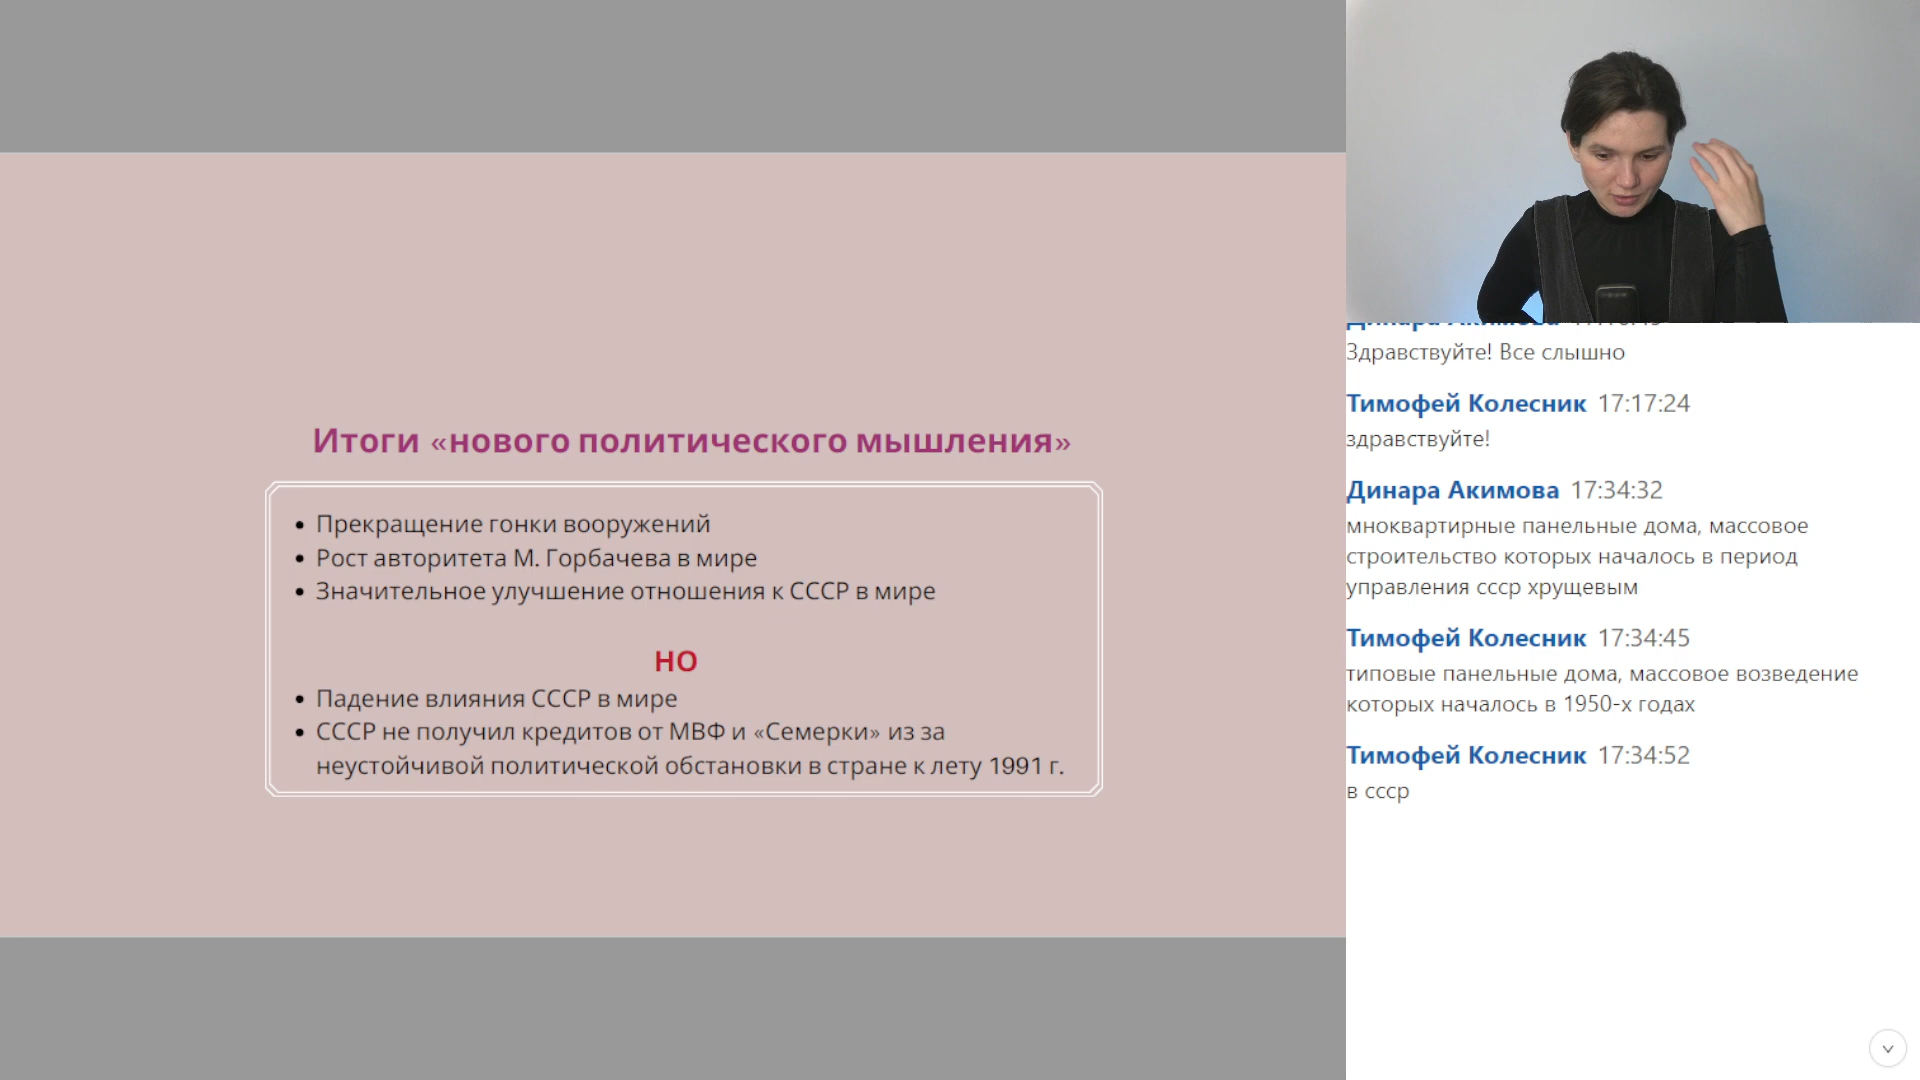 Итоги «нового политического мышления»
• Прекращение гонки вооружений
• Рост авторитета М. Горбачева в мире
• Значительное улучшение отношения к СССР в мире
НО
• Падение влияния СССР в мире
• СССР не получил кредитов от МВФ и «Семерки» из за
неустойчивой политической обстановки в стране к лету 1991 г.
Динара Акимова
Здравствуйте! Все слышно
Тимофей Колесник 17:17:24
здравствуйте!
Динара Акимова 17:34:32
мноквартирные панельные дома, массовое
строительство которых началось в период
управления ссср хрущевым
Тимофей Колесник 17:34:45
типовые панельные дома, массовое возведение
которых началось в 1950-х годах
Тимофей Колесник 17:34:52
в ссср